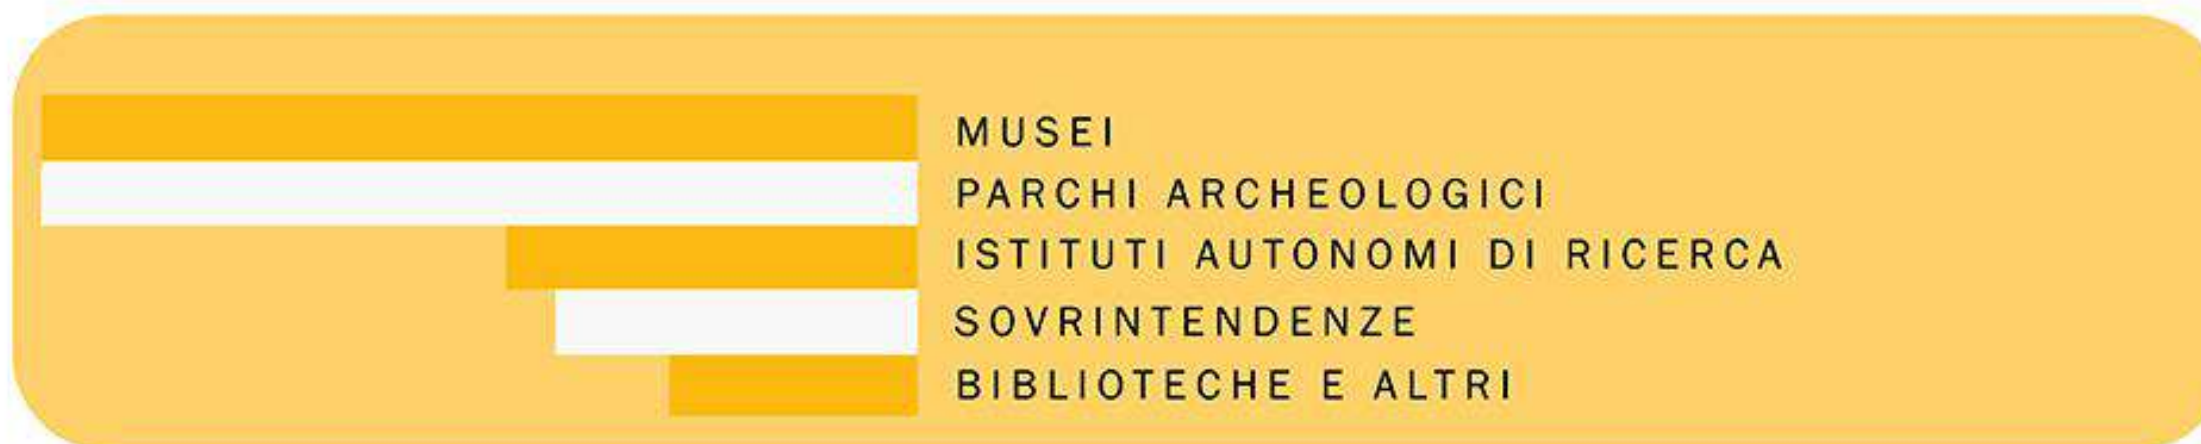 MUSEI
PARCHI ARCHEOLOGICI
ISTITUTI AUTONOMI DI RICERCA
SOVRINTENDENZE
BIBLIOTECHE E ALTRI